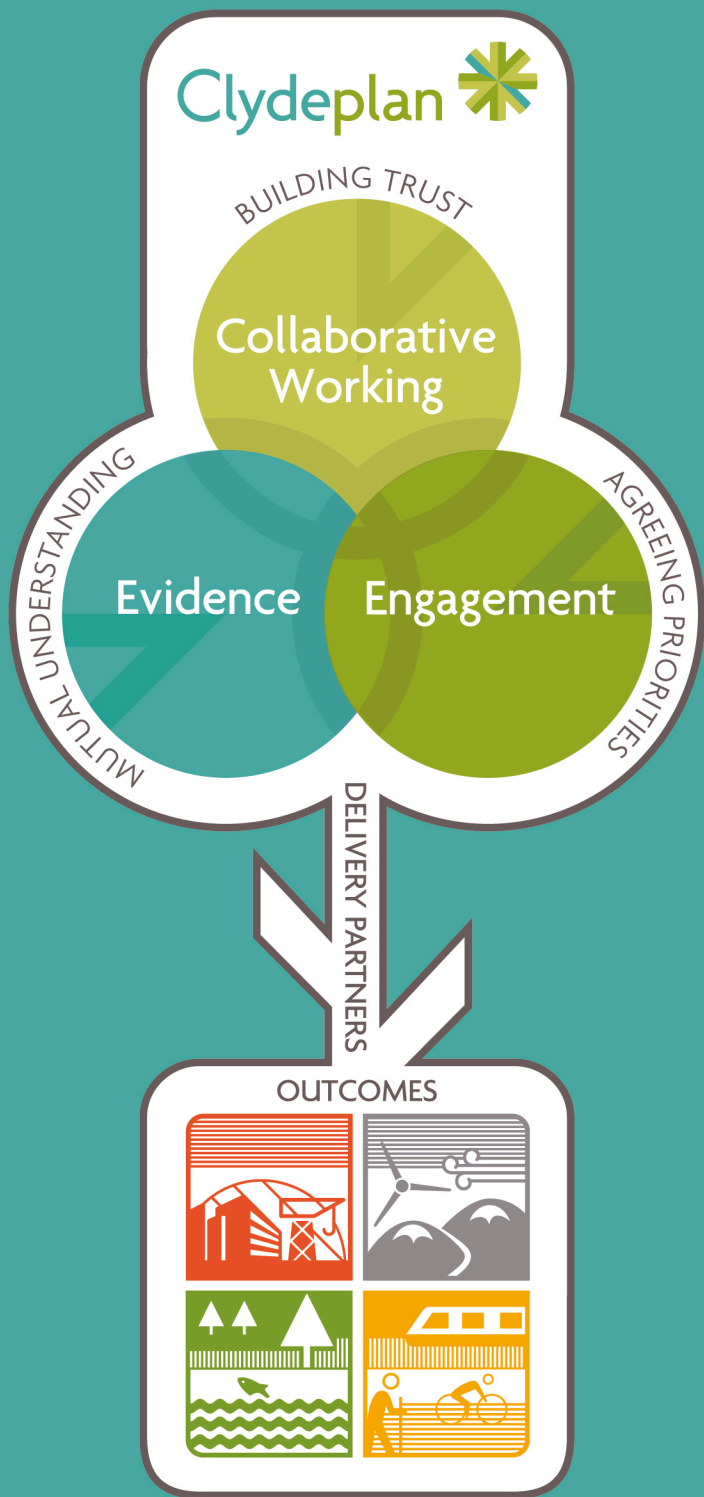 Clydeplan
BUILDING TRUST
Collaborative
Working
MUTUAL UNDERSTANDING
Evidence
Engagement
AGREEING PRIORITIES
DELIVERY PARTNERS
OUTCOMES